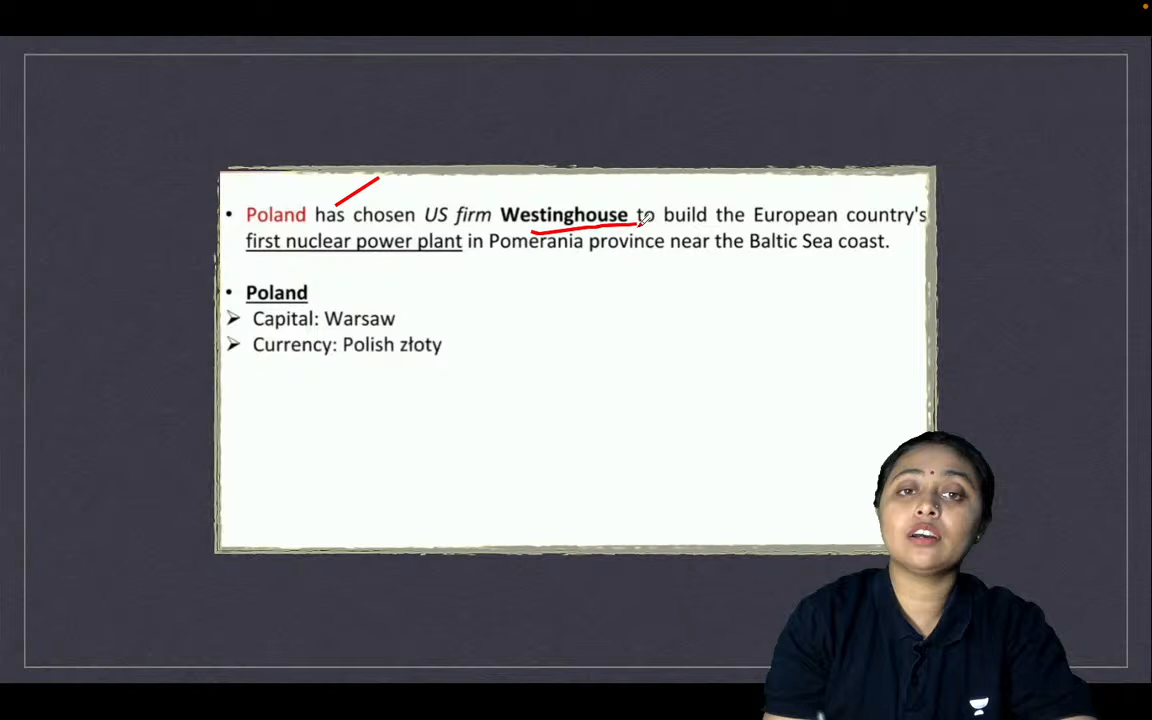 • Poland has chosen US firm Westinghouse to build the European country's
first nuclear power plant in Pomerania province near the Baltic Sea coast.
• Poland
➢ Capital: Warsaw
➢ Currency: Polish złoty